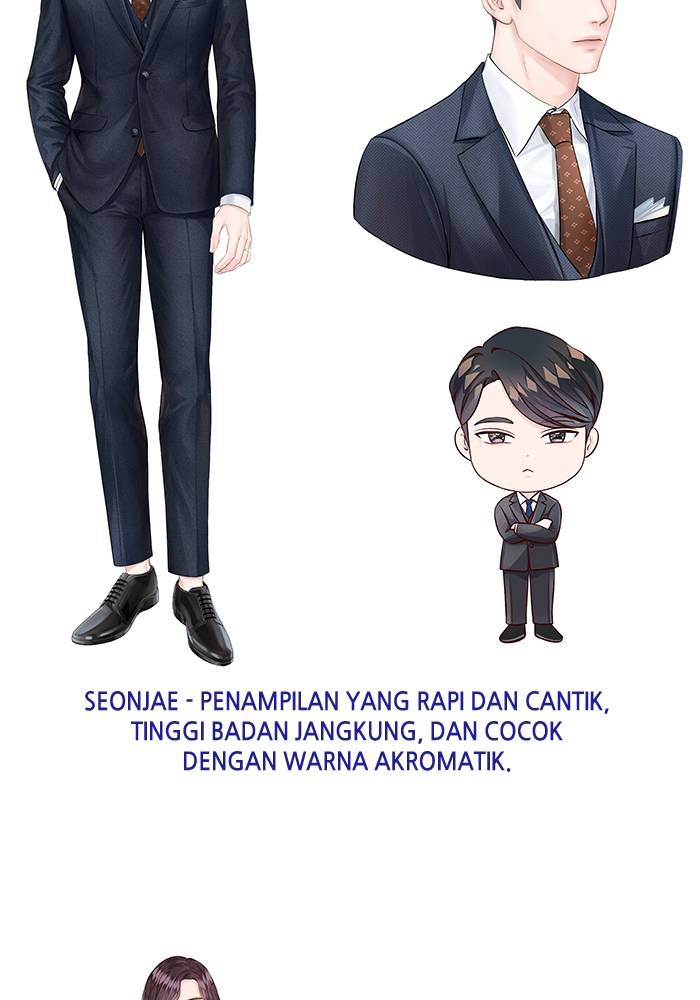 SEONJAE - PENAMPILAN YANG RAPI DAN CANTIK,
TINGGI BADAN JANGKUNG, DAN COCOK
DENGAN WARNA AKROMATIK.